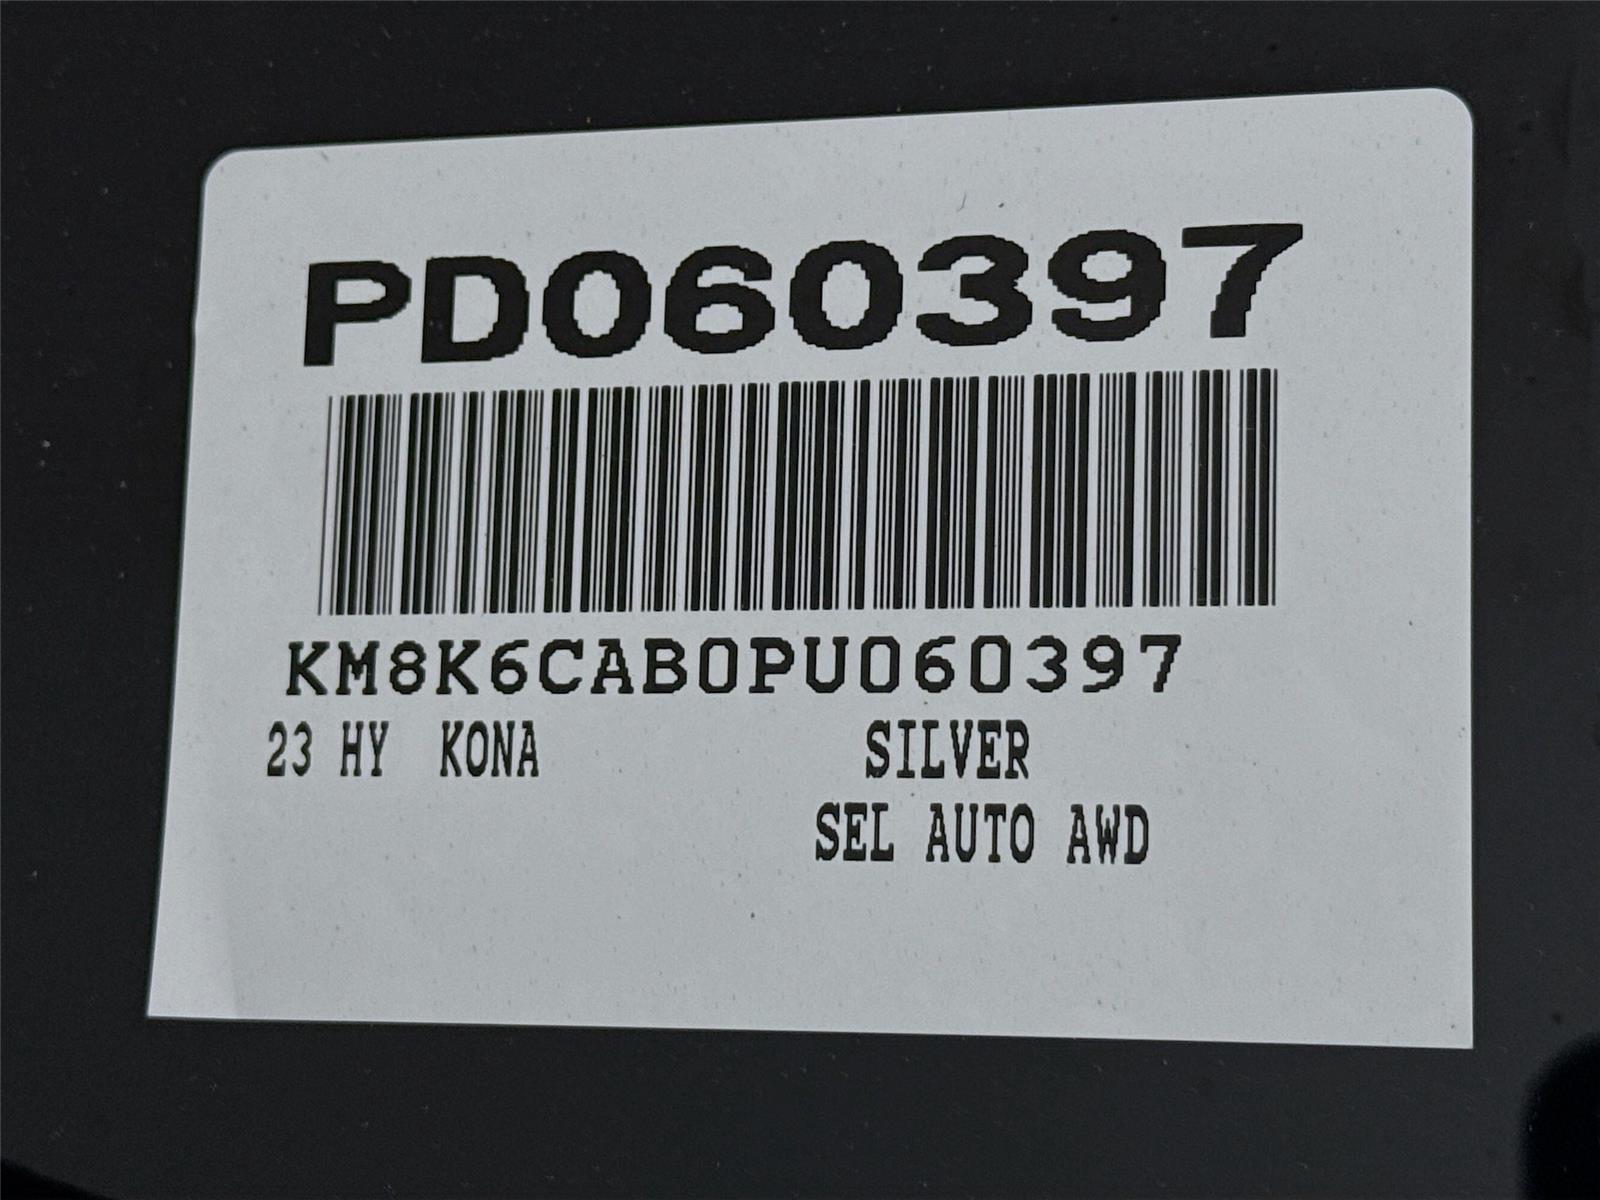 PD060397
KM8K6CAB0PU060397
23 HY KONA SILVER
SEL AUTO AWD